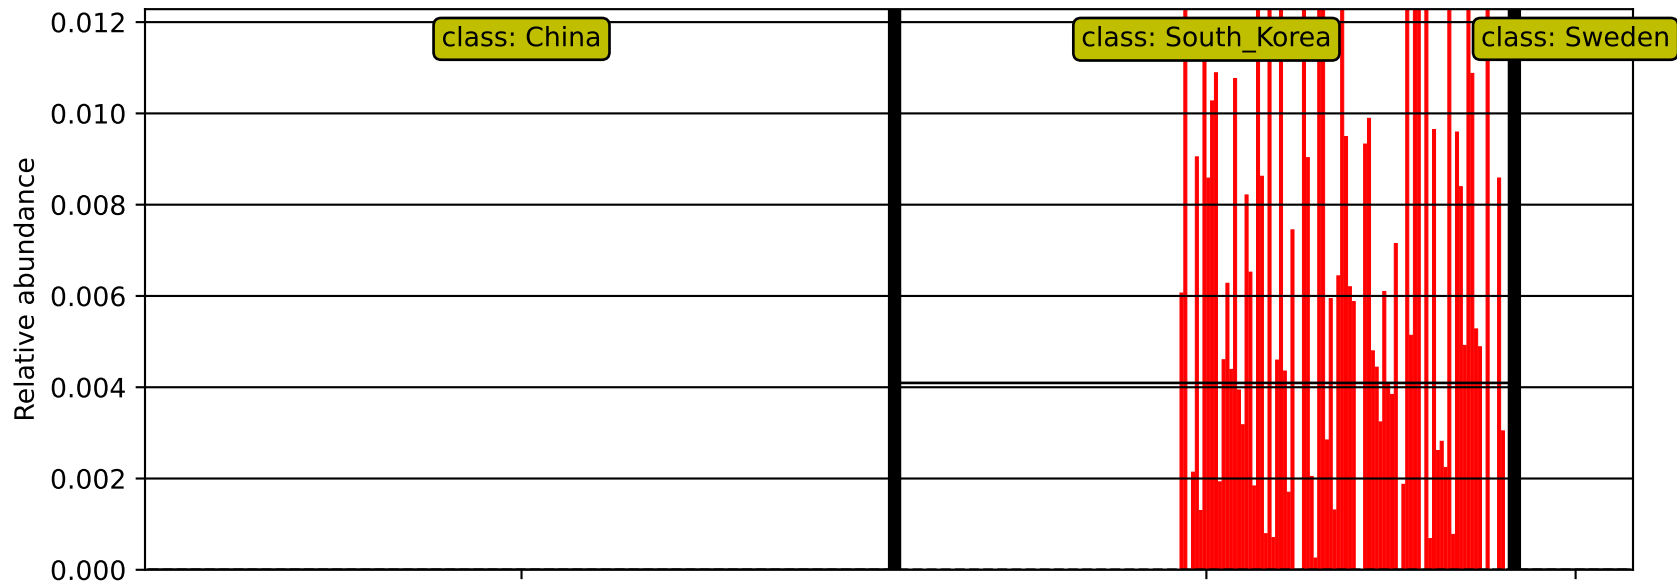 class: China
class: South_Korea
class: Sweden
Relative abundance
0.012
0.010
0.008
0.006
0.004
0.002
0.000